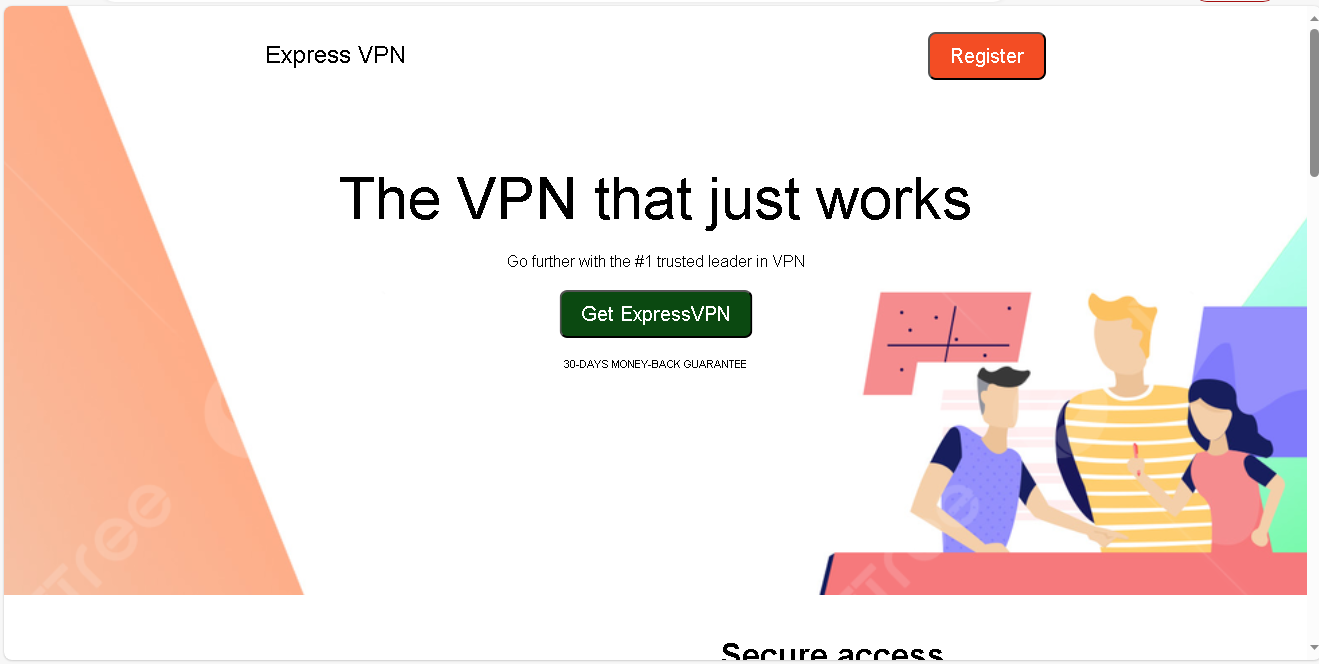 Express VPN
Register
The VPN that just works
Go further with the #1 trusted leader in VPN
Get ExpressVPN
30-DAYS MONEY-BACK GUARANTEE
Secure access